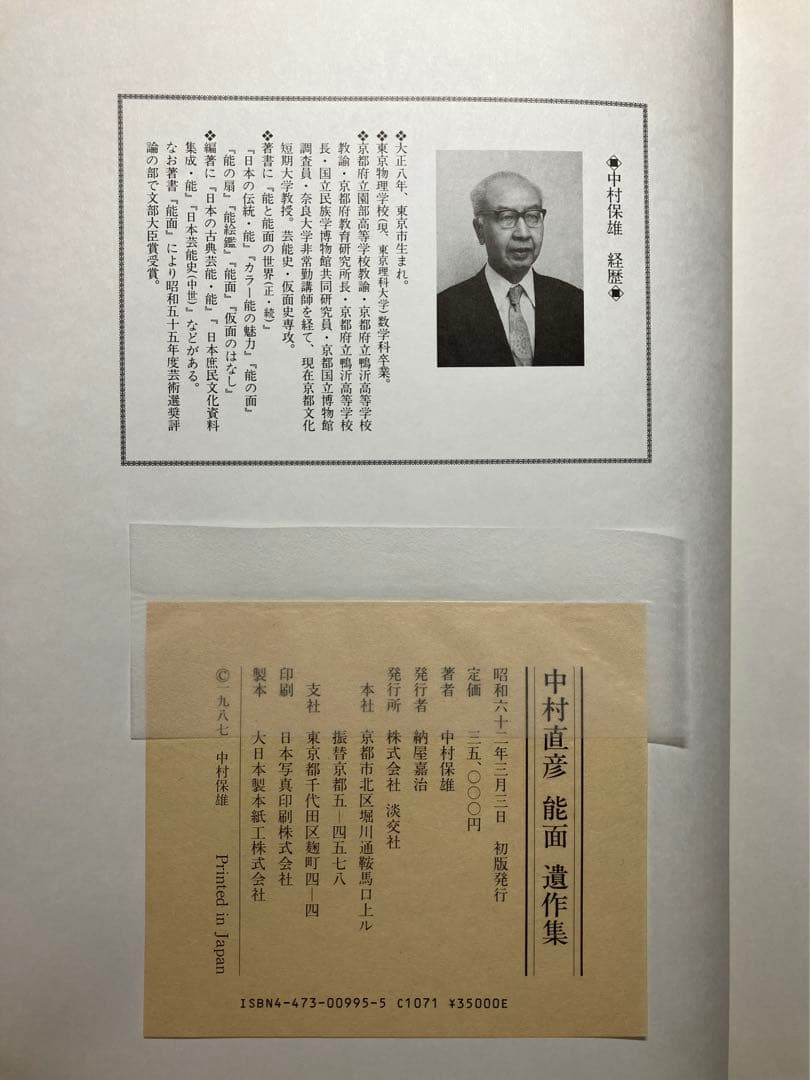 中村保雄　経歴
❖大正八年、東京市生まれ。
❖東京物理学校(現、東京理科大学)数学科卒業。
❖京都府立園部高等学校教諭・京都府立鴨沂高等学校
教諭・京都府教育研究所長・京都府立鴨沂高等学校
長・国立民族学博物館共同研究員・京都国立博物館
調査員・奈良大学非常勤講師を経て、現在京都文化
短期大学教授。芸能史・仮面史専攻。
❖著書に『能と能面の世界(正・続)』
『日本の伝統・能』『カラー能の魅力』『能の面』
『能の扇』『能絵鑑』『能面』『仮面のはなし』
❖編著に『日本の古典芸能・能』『日本庶民文化資料
集成・能』『日本芸能史(中世)』などがある。
なお著書『能面』により昭和五十五年度芸術選奨評
論の部で文部大臣賞受賞。
中村直彦　能面　遺作集
昭和六十二年三月三日　初版発行
定価　三五、〇〇〇円
著者　中村保雄
発行者　納屋嘉治
発行所　株式会社　淡交社
本社　京都市北区堀川通鞍馬口上ル
振替京都五―四五七八
支社　東京都千代田区麹町四―四
印刷　日本写真印刷株式会社
製本　大日本製本紙工株式会社
©一九八七　中村保雄　Printed in Japan
ISBN4-473-00995-5 C1071 ¥35000E